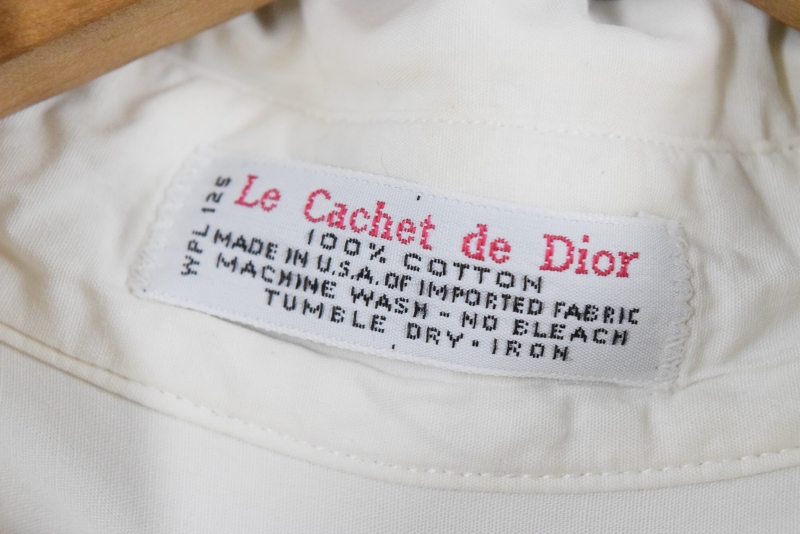 Le Cachet de Dior
100% COTTON
MADE IN U.S.A. OF IMPORTED FABRIC
MACHINE WASH - NO BLEACH
TUMBLE DRY - IRON
WPL 125